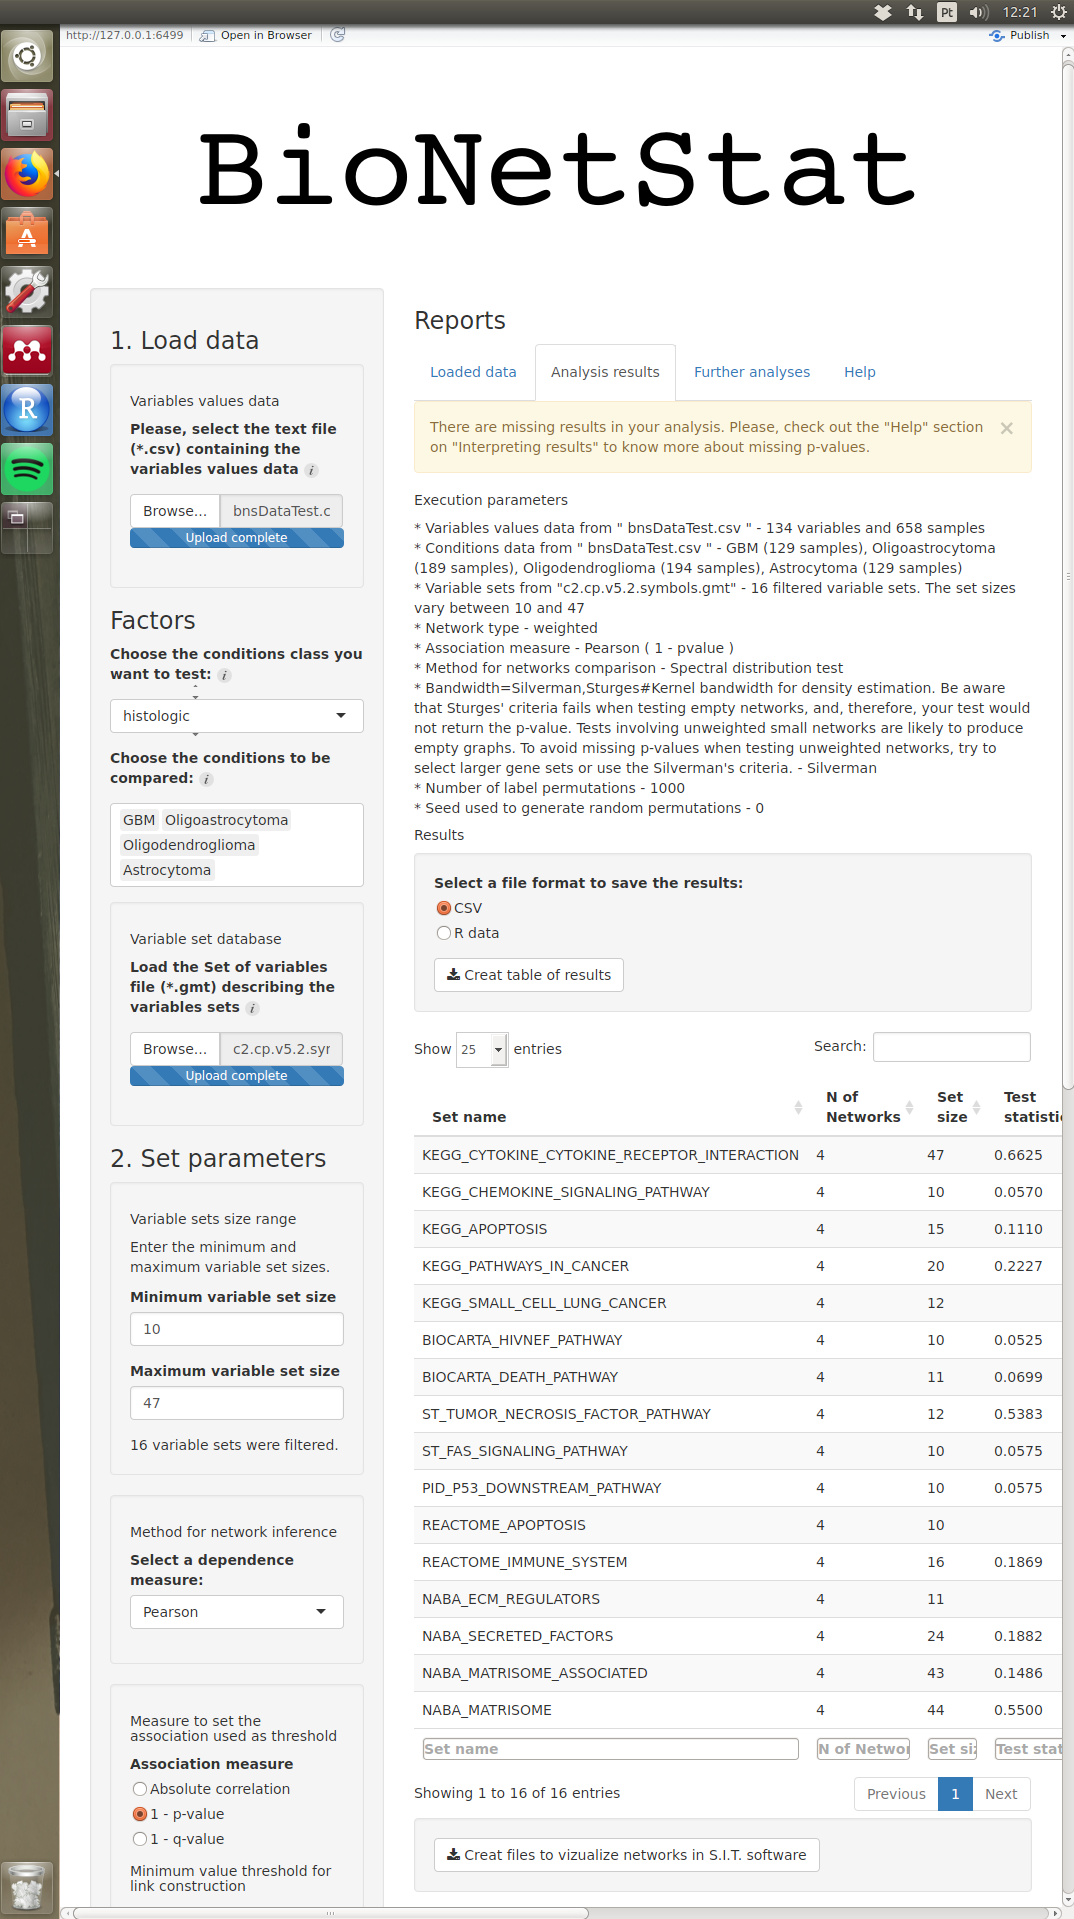 Pt
12:21
http://127.0.0.1:6499
Open in Browser
Publish
BioNetStat
1. Load data
Variables values data
Please, select the text file
(*.csv) containing the
variables values data i
Browse... bnsDataTest.c
Upload complete
Factors
Choose the conditions class you
want to test: i
histologic
Choose the conditions to be
compared: i
GBM Oligoastrocytoma
Oligodendroglioma
Astrocytoma
Variable set database
Load the Set of variables
file (*.gmt) describing the
variables sets i
Browse... c2.cp.v5.2.syr
Upload complete
2. Set parameters
Variable sets size range
Enter the minimum and
maximum variable set sizes.
Minimum variable set size
10
Maximum variable set size
47
16 variable sets were filtered.
Method for network inference
Select a dependence
measure:
Pearson
Measure to set the
association used as threshold
Association measure
Absolute correlation
1 - p-value
1 - q-value
Minimum value threshold for
link construction
Reports
Loaded data Analysis results Further analyses Help
There are missing results in your analysis. Please, check out the "Help" section
on "Interpreting results" to know more about missing p-values.
×
Execution parameters
* Variables values data from " bnsDataTest.csv " - 134 variables and 658 samples
* Conditions data from " bnsDataTest.csv " - GBM (129 samples), Oligoastrocytoma
(189 samples), Oligodendroglioma (194 samples), Astrocytoma (129 samples)
* Variable sets from "c2.cp.v5.2.symbols.gmt" - 16 filtered variable sets. The set sizes
vary between 10 and 47
* Network type - weighted
* Association measure - Pearson ( 1 - pvalue )
* Method for networks comparison - Spectral distribution test
* Bandwidth=Silverman,Sturges#Kernel bandwidth for density estimation. Be aware
that Sturges' criteria fails when testing empty networks, and, therefore, your test would
not return the p-value. Tests involving unweighted small networks are likely to produce
empty graphs. To avoid missing p-values when testing unweighted networks, try to
select larger gene sets or use the Silverman's criteria. - Silverman
* Number of label permutations - 1000
* Seed used to generate random permutations - 0
Results
Select a file format to save the results:
CSV
R data
Creat table of results
Show 25 entries
Search:
Set name N of Networks Set size Test statistic
KEGG_CYTOKINE_CYTOKINE_RECEPTOR_INTERACTION 4 47 0.6625
KEGG_CHEMOKINE_SIGNALING_PATHWAY 4 10 0.0570
KEGG_APOPTOSIS 4 15 0.1110
KEGG_PATHWAYS_IN_CANCER 4 20 0.2227
KEGG_SMALL_CELL_LUNG_CANCER 4 12
BIOCARTA_HIVNEF_PATHWAY 4 10 0.0525
BIOCARTA_DEATH_PATHWAY 4 11 0.0699
ST_TUMOR_NECROSIS_FACTOR_PATHWAY 4 12 0.5383
ST_FAS_SIGNALING_PATHWAY 4 10 0.0575
PID_P53_DOWNSTREAM_PATHWAY 4 10 0.0575
REACTOME_APOPTOSIS 4 10
REACTOME_IMMUNE_SYSTEM 4 16 0.1869
NABA_ECM_REGULATORS 4 11
NABA_SECRETED_FACTORS 4 24 0.1882
NABA_MATRISOME_ASSOCIATED 4 43 0.1486
NABA_MATRISOME 4 44 0.5500
Set name N of Networ Set siz Test stat
Showing 1 to 16 of 16 entries
Previous 1 Next
Creat files to vizualize networks in S.I.T. software